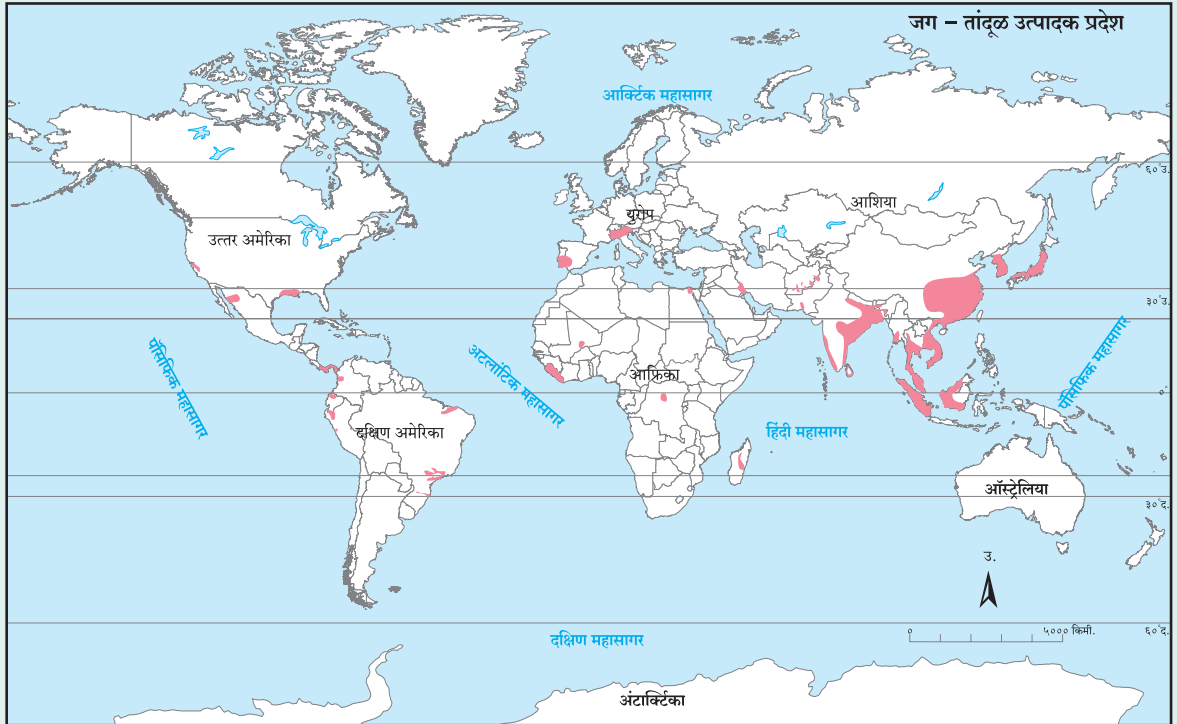 जग – तांदूळ उत्पादक प्रदेश
आर्क्टिक महासागर
६०°उ.
आशिया
युरोप
उत्तर अमेरिका
३०°उ.
पॅसिफिक महासागर
अटलांटिक महासागर
आफ्रिका
पॅसिफिक महासागर
०°
दक्षिण अमेरिका
हिंदी महासागर
ऑस्ट्रेलिया
३०°द.
उ.
० ५००० किमी.
६०°द.
दक्षिण महासागर
अंटार्क्टिका